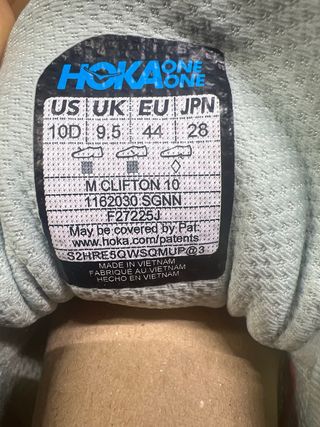 HOKA ONE ONE
US UK EU JPN
10D 9.5 44 28
M CLIFTON 10
1162030 SGNN
F27225J
May be covered by Pat.
www.hoka.com/patents
S2HRE5QWSQMUP@3
MADE IN VIETNAM
FABRIQUÉ AU VIETNAM
HECHO EN VIETNAM